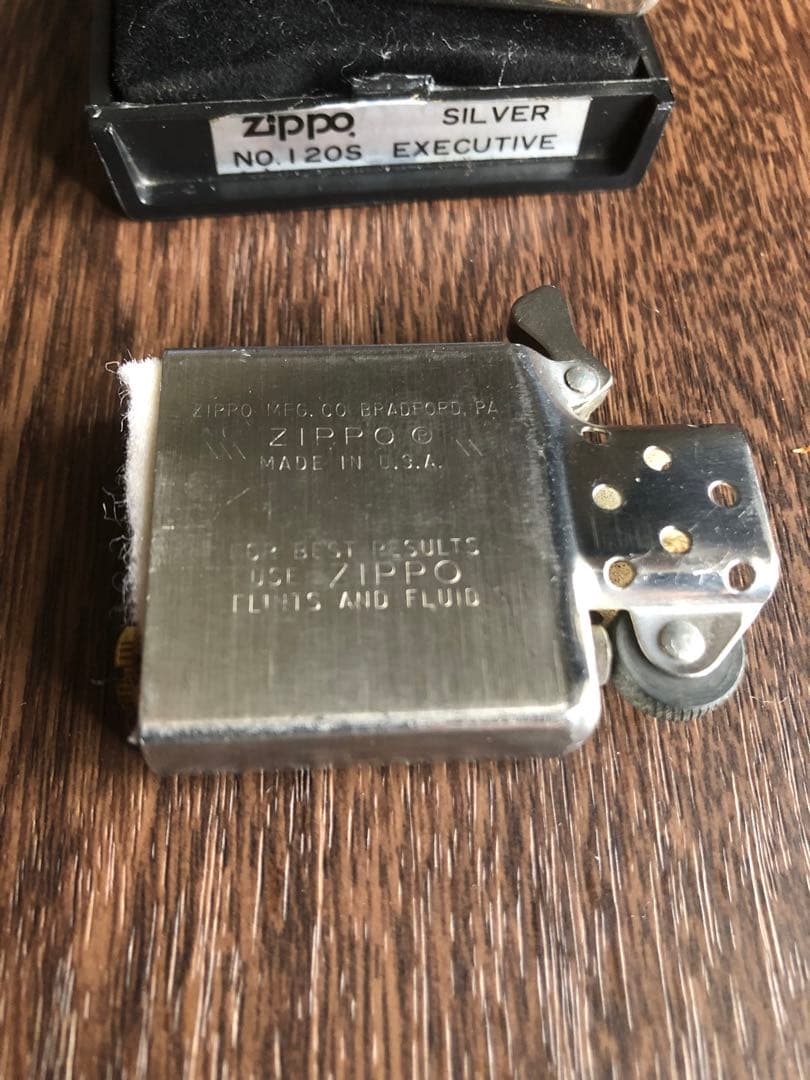 zippo SILVER
NO.120S EXECUTIVE
ZIPPO MFG. CO BRADFORD, PA
\\\\ ZIPPO ® \\
MADE IN U.S.A.
OR BEST RESULTS
USE ZIPPO
FLINTS AND FLUID